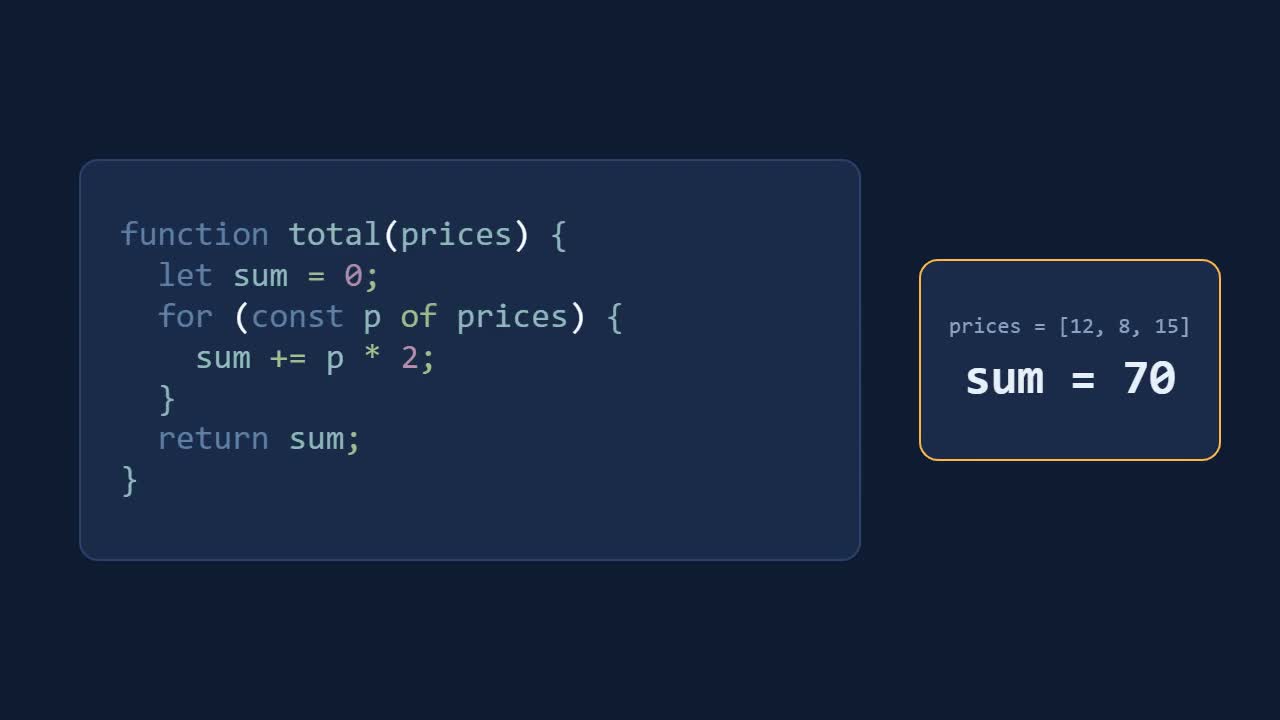 function total(prices) {
  let sum = 0;
  for (const p of prices) {
    sum += p * 2;
  }
  return sum;
}
prices = [12, 8, 15]
sum = 70